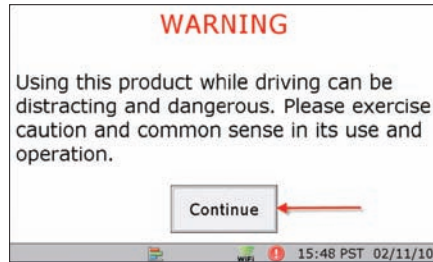 WARNING
Using this product while driving can be
distracting and dangerous. Please exercise
caution and common sense in its use and
operation.
Continue
WiFi 15:48 PST 02/11/10